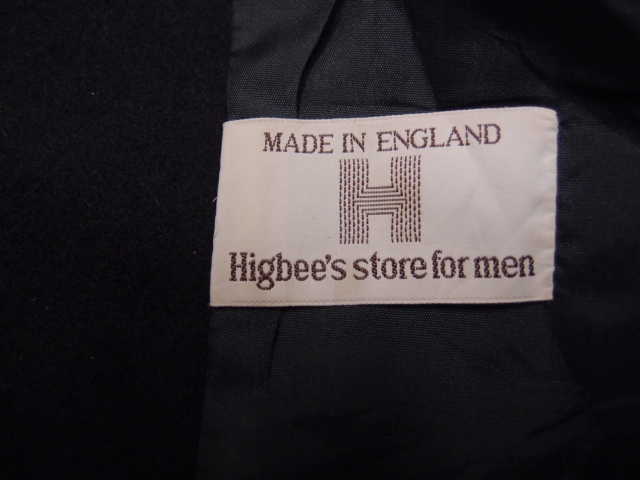 MADE IN ENGLAND
H
Higbee's store for men